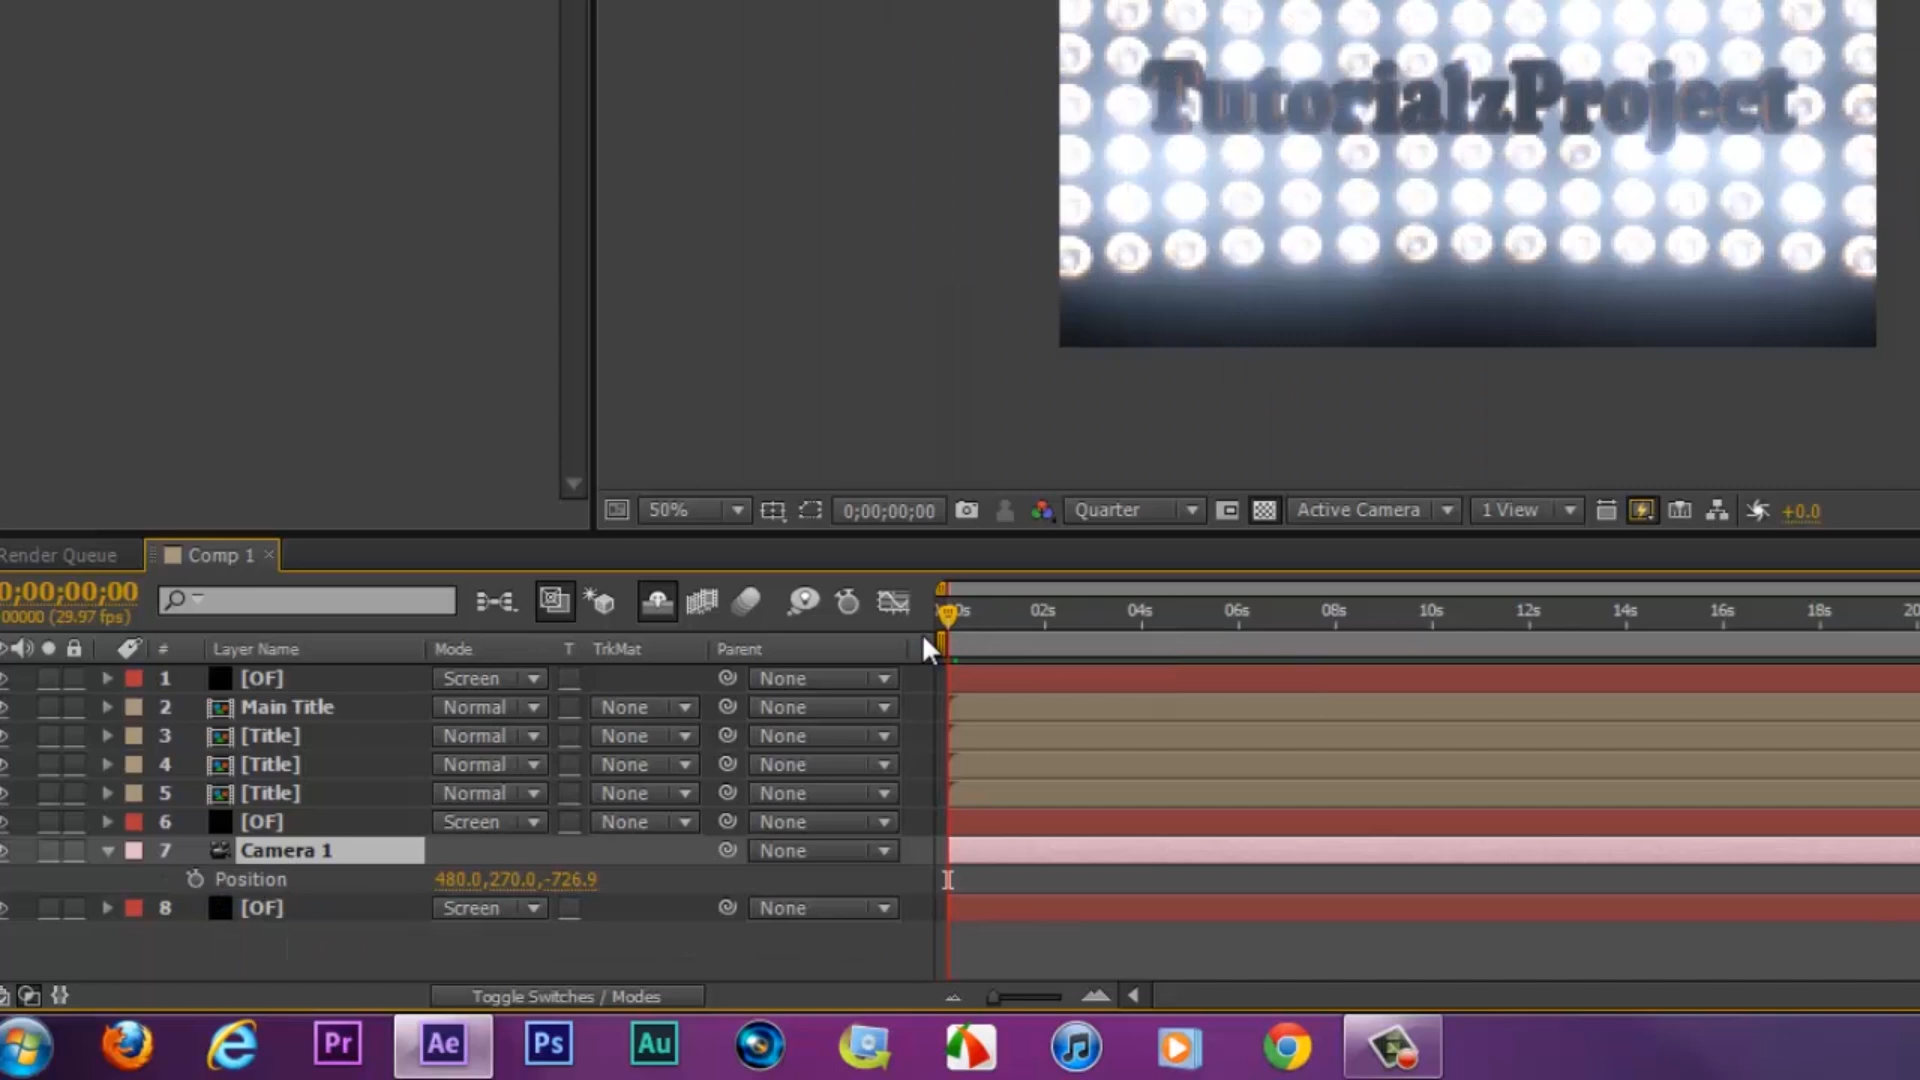 TutorialzProject
50%
0;00;00;00
Quarter
Active Camera
1 View
+0.0
Render Queue
Comp 1
0;00;00;00
00000 (29.97 fps)
02s 04s 06s 08s 10s 12s 14s 16s 18s 20
# Layer Name Mode T TrkMat Parent
1 [OF] Screen None
2 Main Title Normal None None
3 [Title] Normal None None
4 [Title] Normal None None
5 [Title] Normal None None
6 [OF] Screen None None
7 Camera 1 None
Position 480.0,270.0,-726.9
8 [OF] Screen None
Toggle Switches / Modes
Pr Ae Ps Au